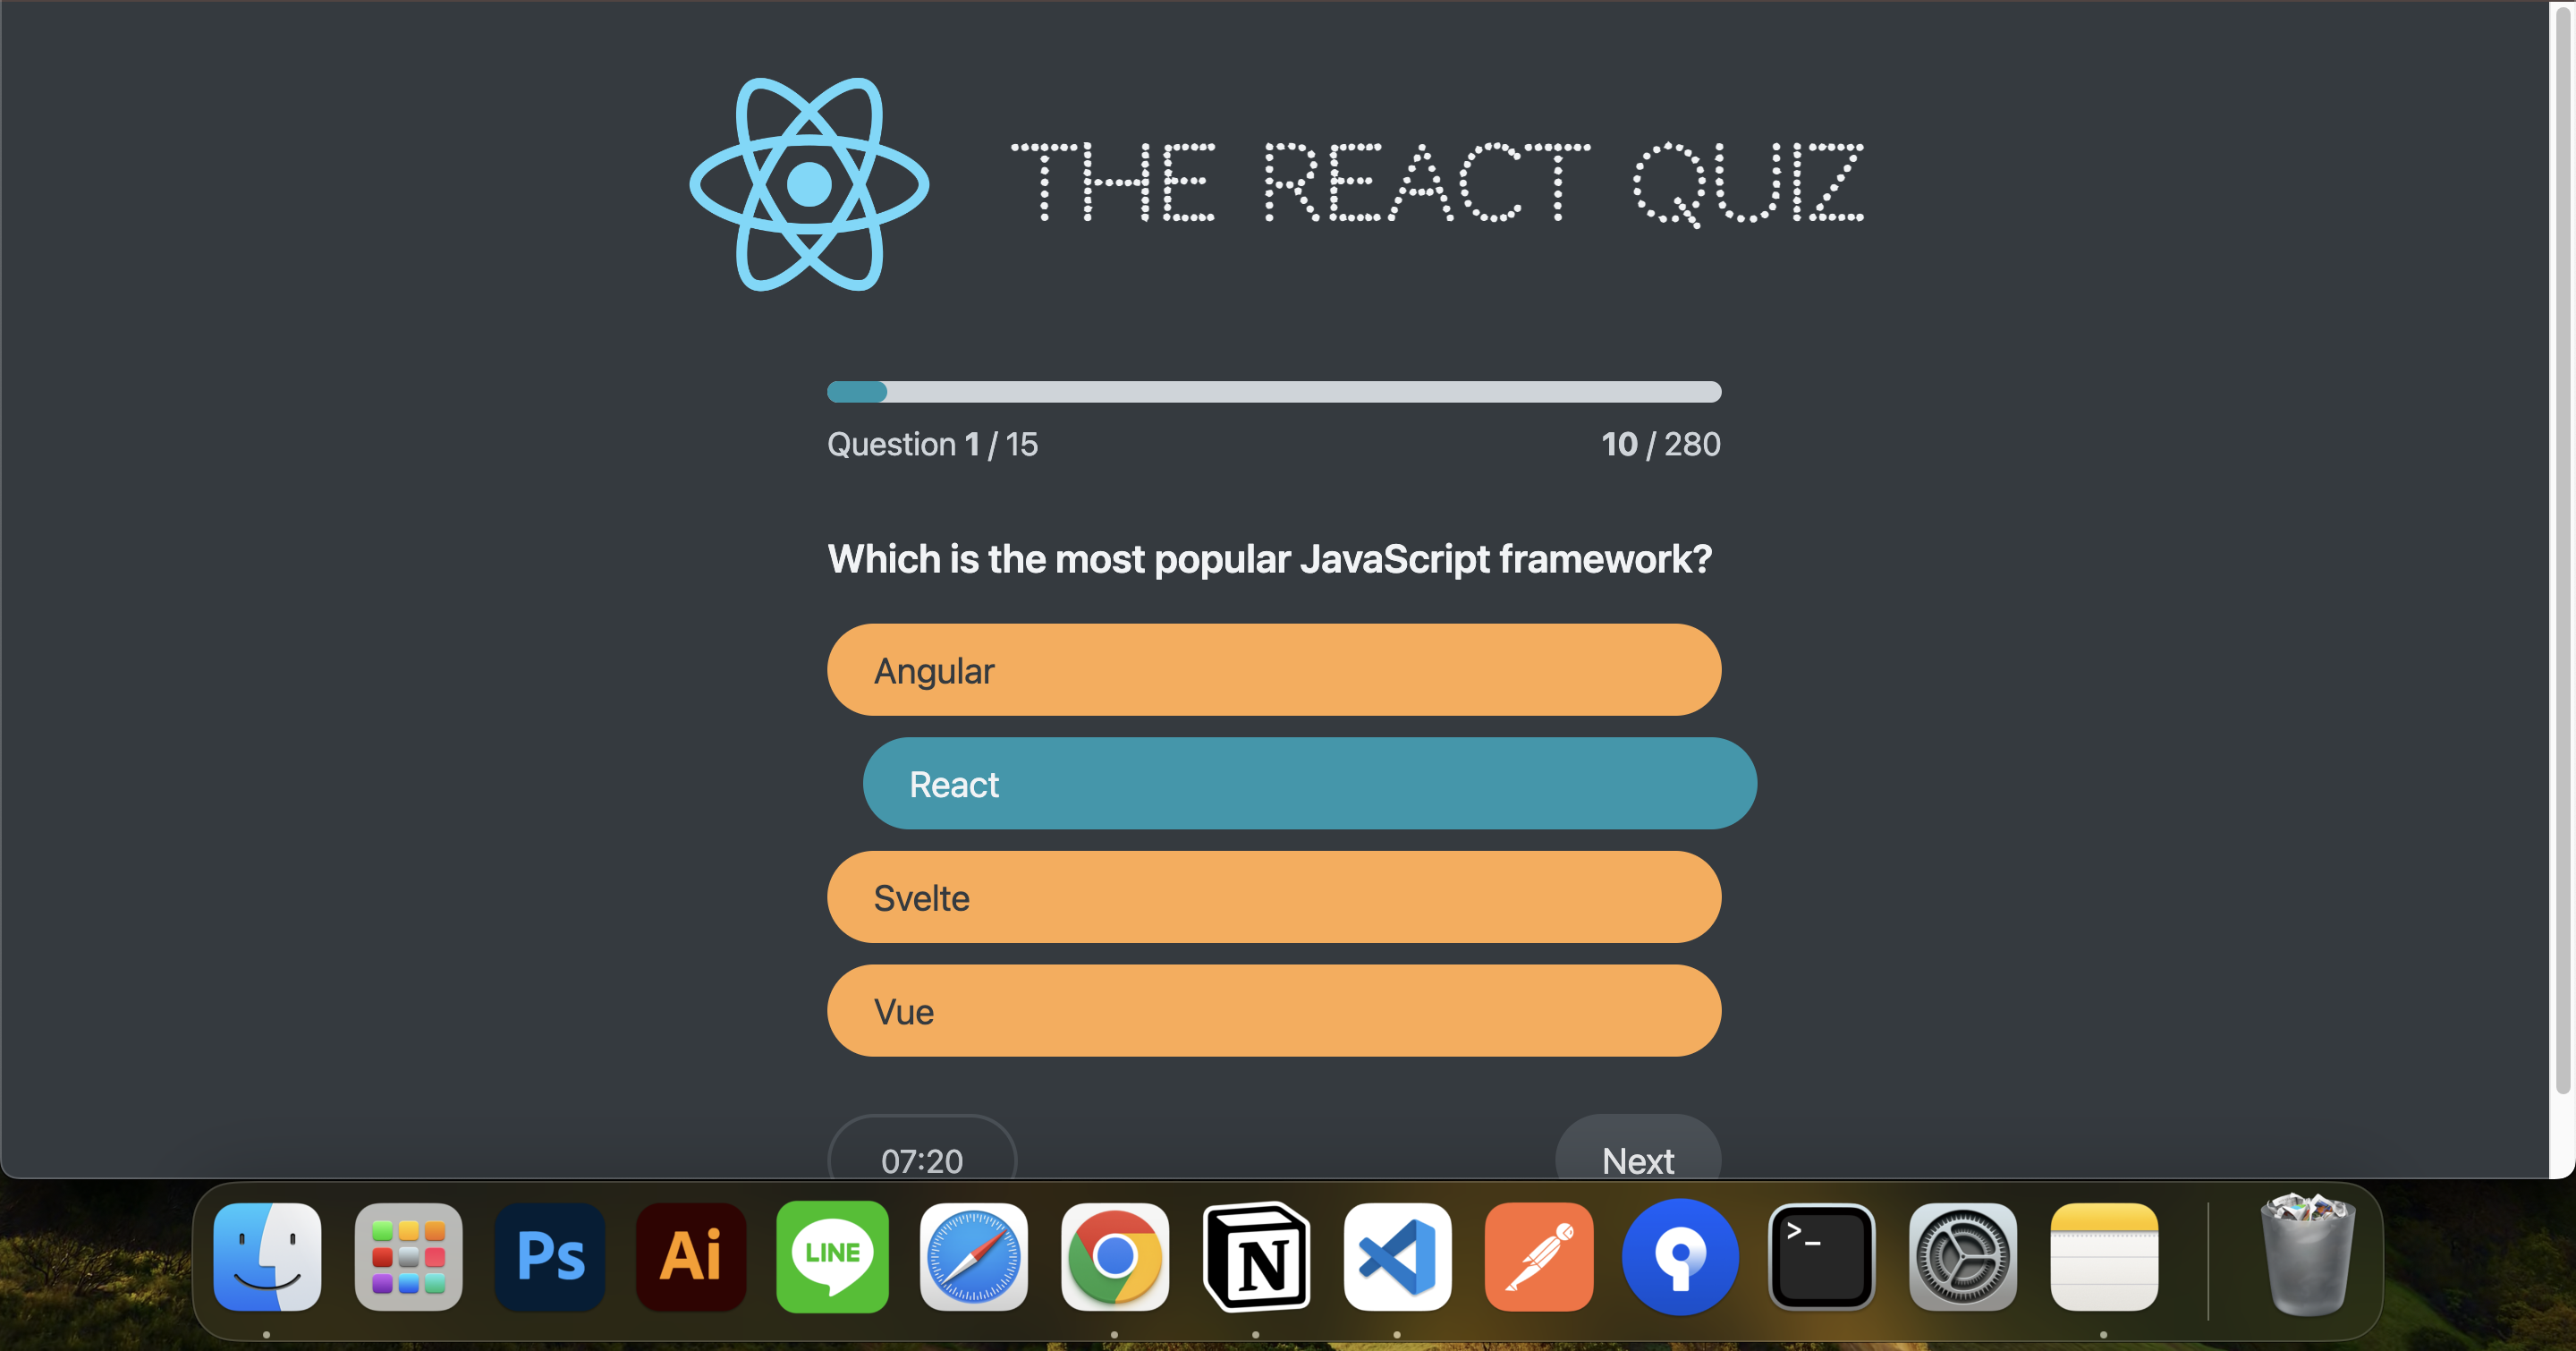 THE REACT QUIZ
Question 1 / 15
10 / 280
Which is the most popular JavaScript framework?
Angular
React
Svelte
Vue
07:20
Next
Ps
Ai
LINE
N
>_